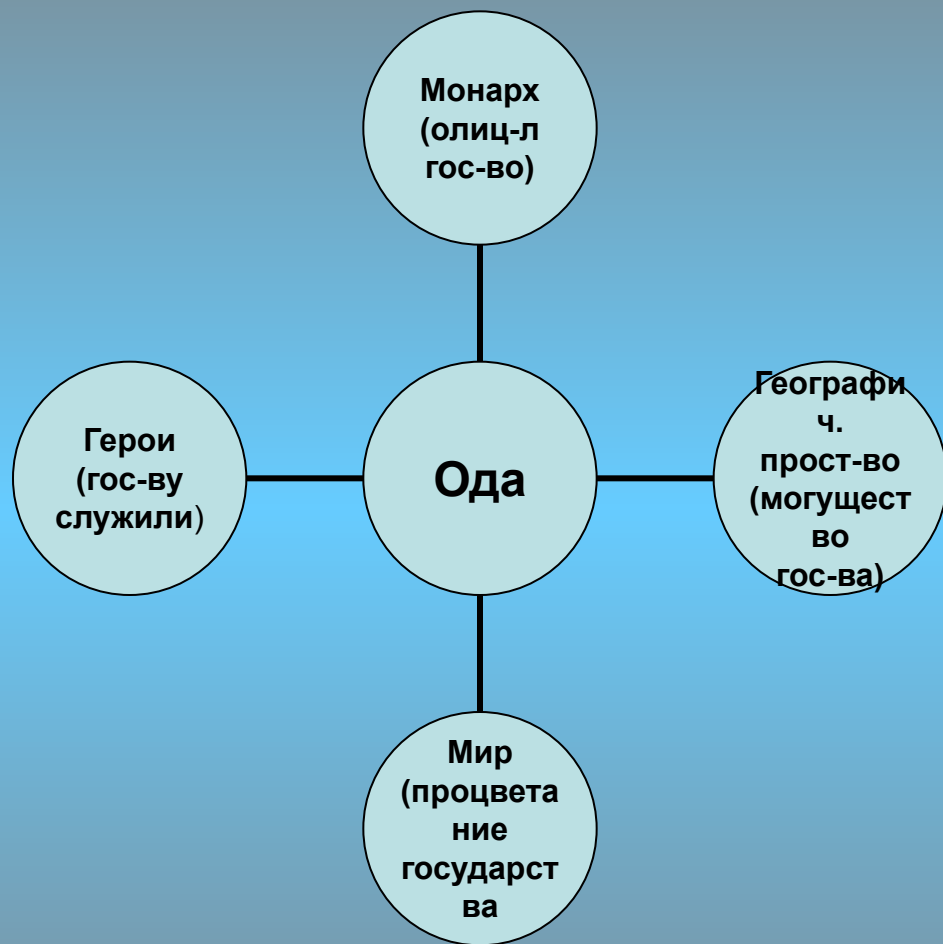 Монарх
(олиц-л
гос-во)
Герои
(гос-ву
служили)
Ода
Географи
ч.
прост-во
(могущест
во
гос-ва)
Мир
(процвета
ние
государст
ва